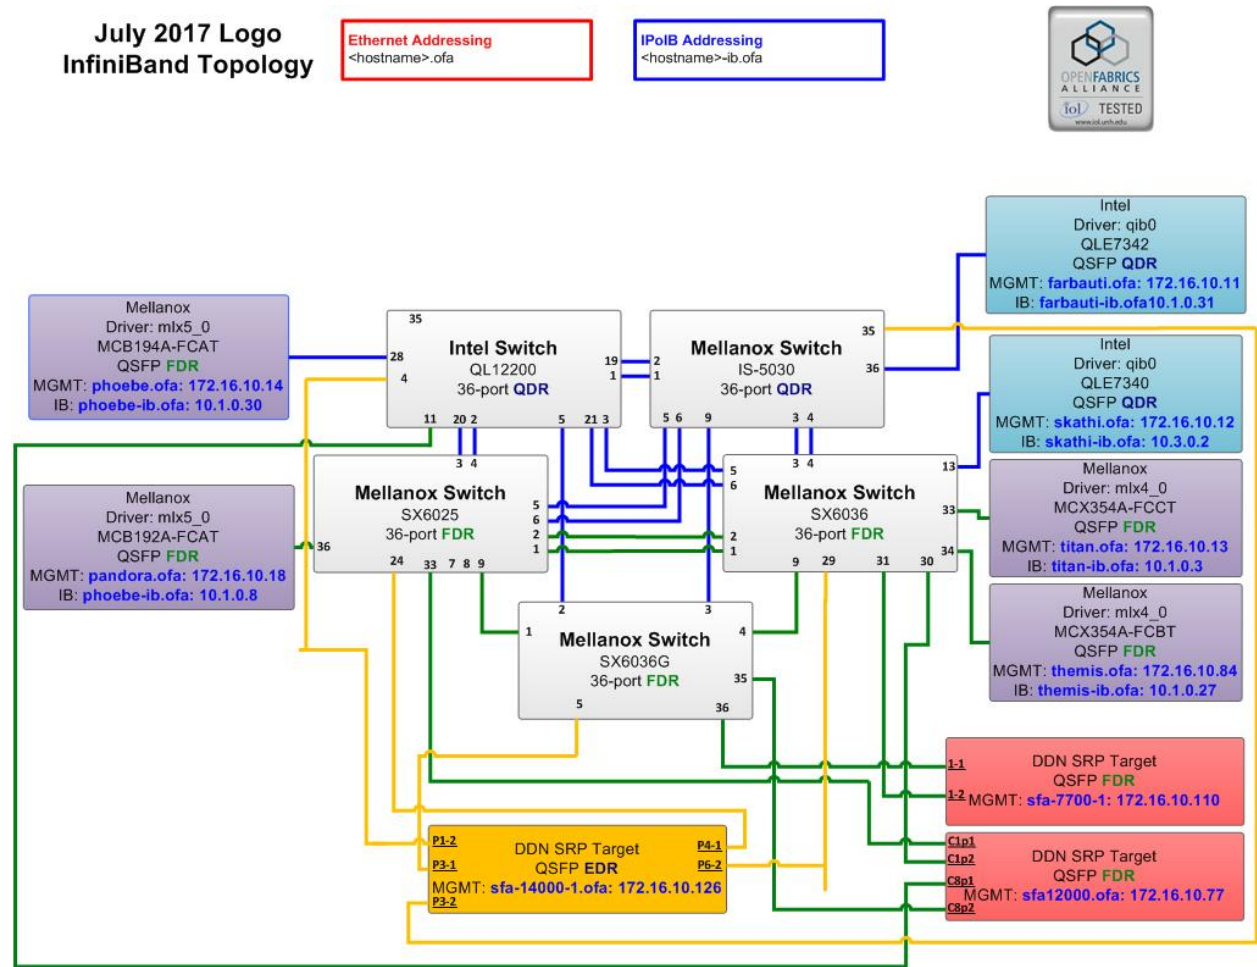 July 2017 Logo
InfiniBand Topology
Ethernet Addressing
<hostname>.ofa
IPoIB Addressing
<hostname>-ib.ofa
OPENFABRICS
ALLIANCE
iol TESTED
www.iol.unh.edu
Intel
Driver: qib0
QLE7342
QSFP QDR
MGMT: farbauti.ofa: 172.16.10.11
IB: farbauti-ib.ofa10.1.0.31
Mellanox
Driver: mlx5_0
MCB194A-FCAT
QSFP FDR
MGMT: phoebe.ofa: 172.16.10.14
IB: phoebe-ib.ofa: 10.1.0.30
35
Intel Switch
QL12200
36-port QDR
28
4
19
1
11
20 2
5
21 3
Mellanox Switch
IS-5030
36-port QDR
2
1
35
36
5 6
9
3 4
Intel
Driver: qib0
QLE7340
QSFP QDR
MGMT: skathi.ofa: 172.16.10.12
IB: skathi-ib.ofa: 10.3.0.2
Mellanox
Driver: mlx5_0
MCB192A-FCAT
QSFP FDR
MGMT: pandora.ofa: 172.16.10.18
IB: phoebe-ib.ofa: 10.1.0.8
3 4
Mellanox Switch
SX6025
36-port FDR
36
5
6
2
1
24
33
7 8 9
3 4
Mellanox Switch
SX6036
36-port FDR
5
6
2
1
13
33
34
9
29
31
30
Mellanox
Driver: mlx4_0
MCX354A-FCCT
QSFP FDR
MGMT: titan.ofa: 172.16.10.13
IB: titan-ib.ofa: 10.1.0.3
Mellanox
Driver: mlx4_0
MCX354A-FCBT
QSFP FDR
MGMT: themis.ofa: 172.16.10.84
IB: themis-ib.ofa: 10.1.0.27
2
3
1
Mellanox Switch
4
SX6036G
36-port FDR
35
5
36
1-1
DDN SRP Target
QSFP FDR
1-2
MGMT: sfa-7700-1: 172.16.10.110
P1-2
P3-1
P3-2
DDN SRP Target
QSFP EDR
MGMT: sfa-14000-1.ofa: 172.16.10.126
P4-1
P6-2
C1p1
C1p2
C8p1
C8p2
DDN SRP Target
QSFP FDR
MGMT: sfa12000.ofa: 172.16.10.77